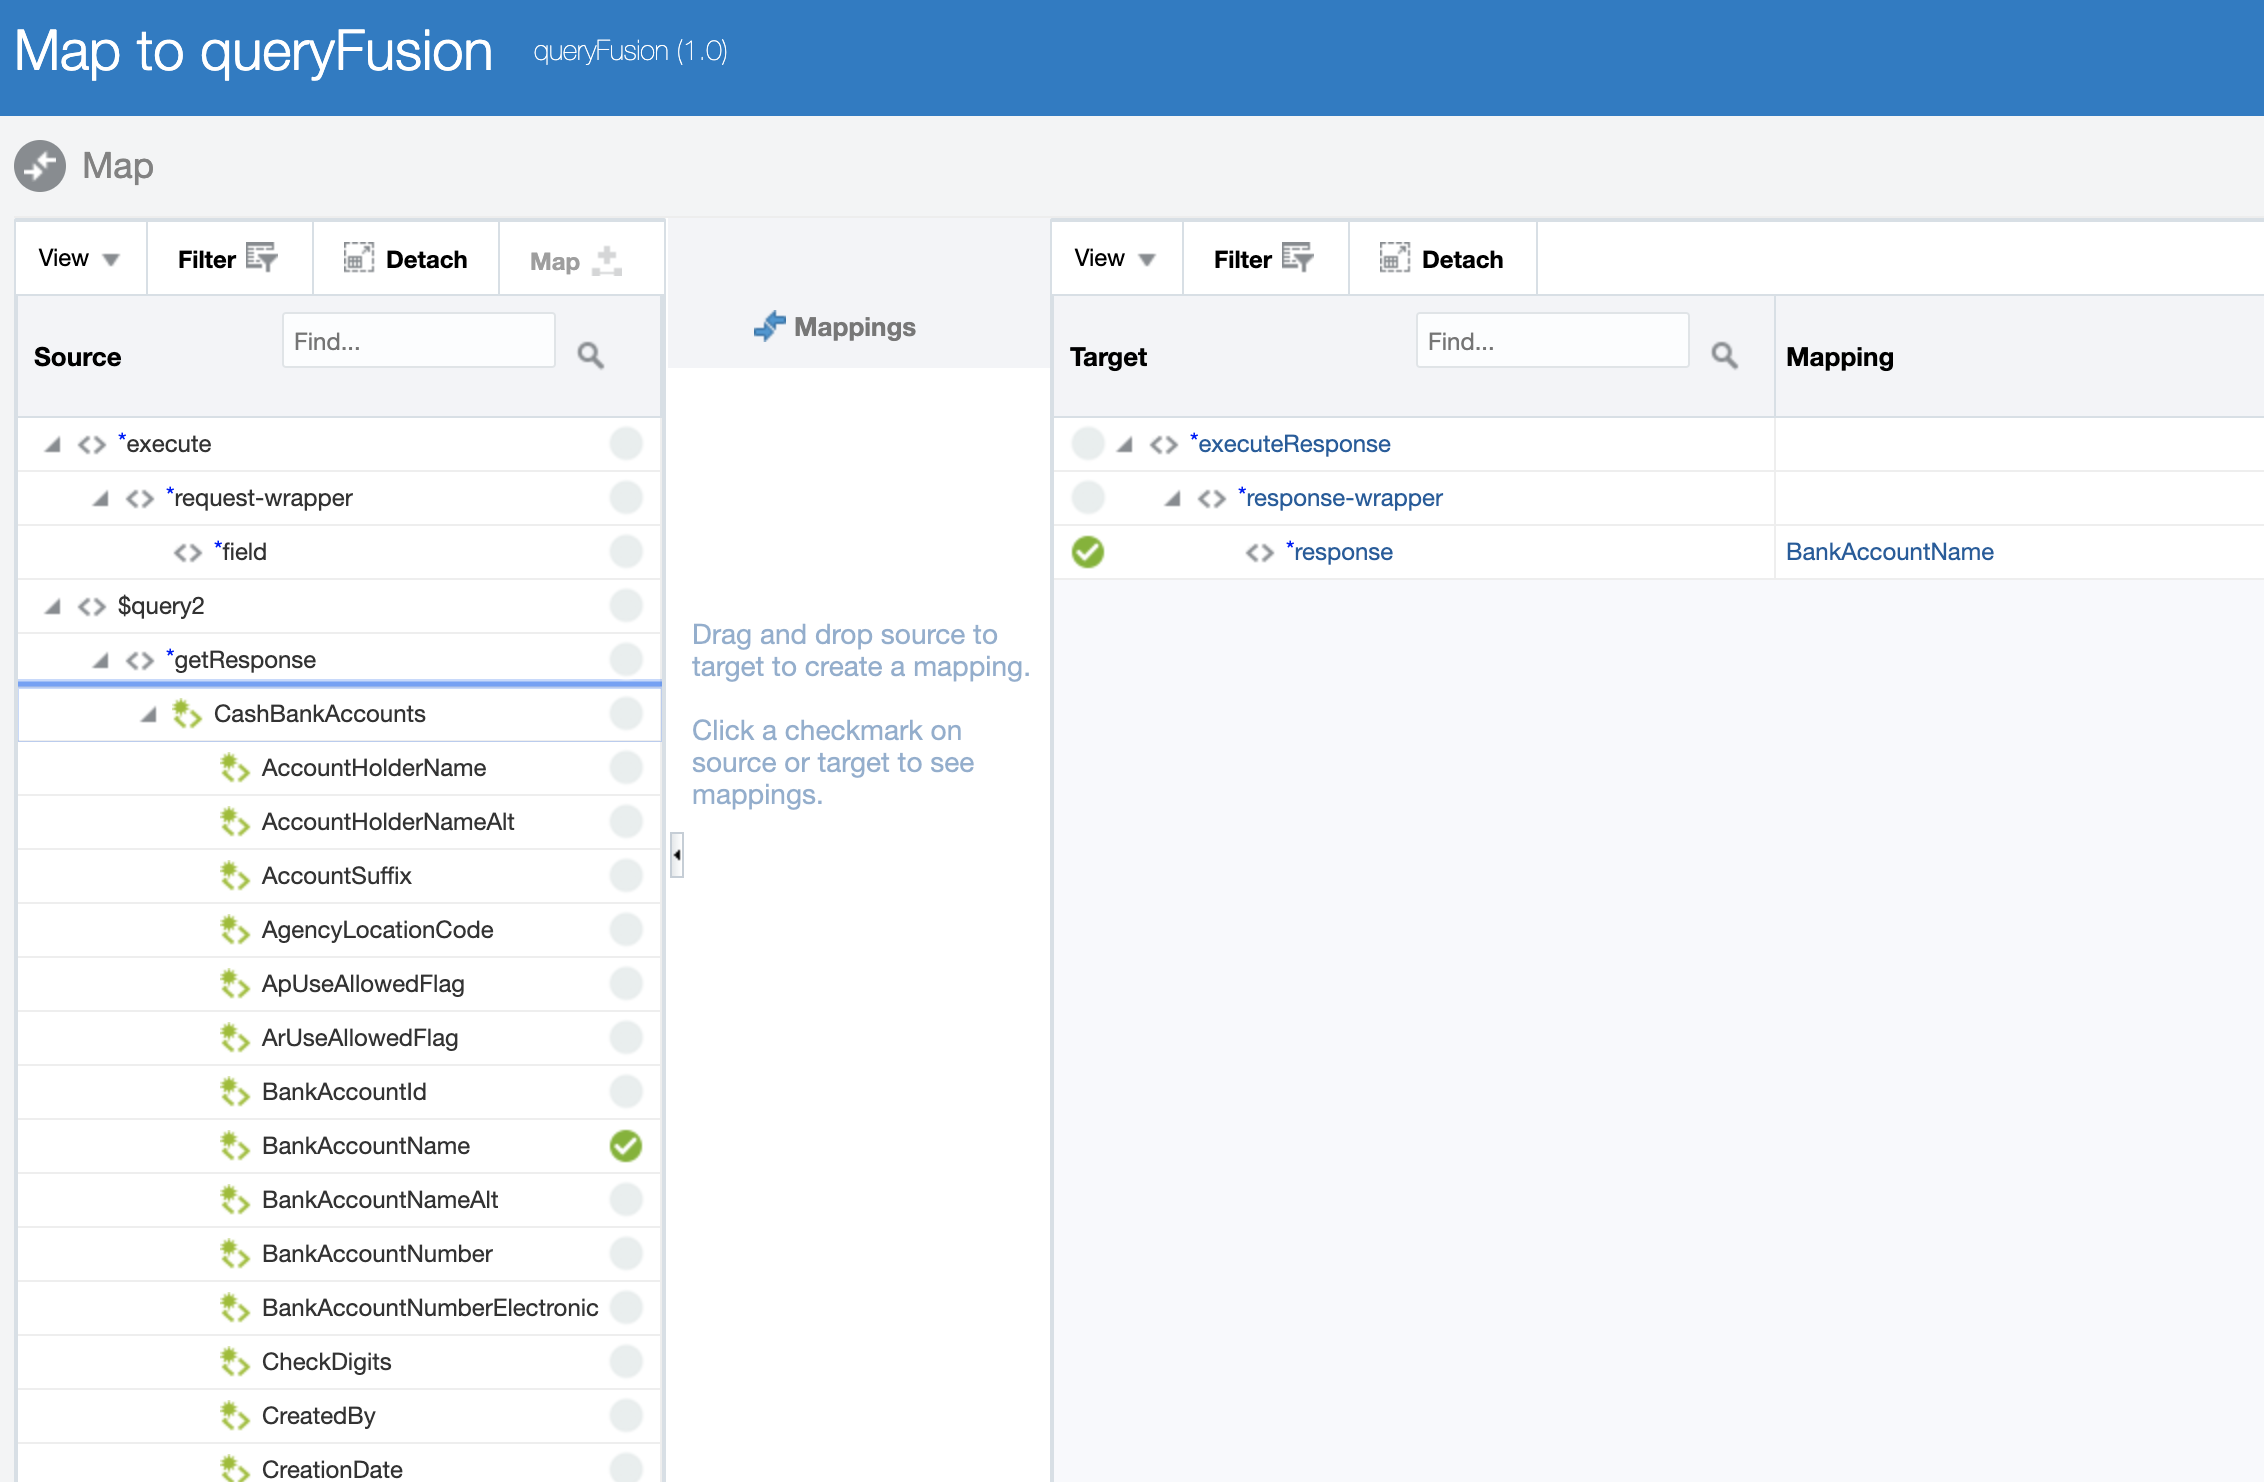 Map to queryFusion queryFusion (1.0)
Map
View Filter Detach Map
Source Find...
*execute
*request-wrapper
*field
$query2
*getResponse
CashBankAccounts
AccountHolderName
AccountHolderNameAlt
AccountSuffix
AgencyLocationCode
ApUseAllowedFlag
ArUseAllowedFlag
BankAccountId
BankAccountName
BankAccountNameAlt
BankAccountNumber
BankAccountNumberElectronic
CheckDigits
CreatedBy
CreationDate
Mappings
Drag and drop source to
target to create a mapping.
Click a checkmark on
source or target to see
mappings.
View Filter Detach
Target Find... Mapping
*executeResponse
*response-wrapper
*response BankAccountName